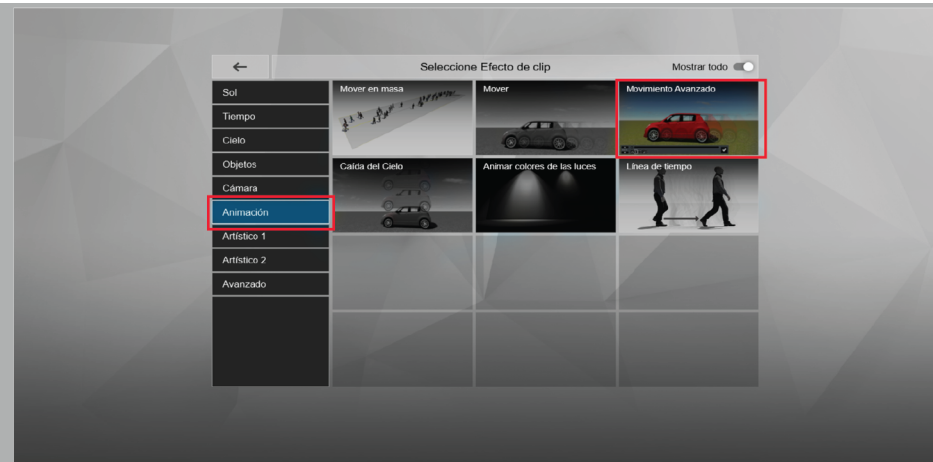 Seleccione Efecto de clip
Mostrar todo
Sol
Tiempo
Cielo
Objetos
Cámara
Animación
Artístico 1
Artístico 2
Avanzado
Mover en masa
Mover
Movimiento Avanzado
Caída del Cielo
Animar colores de las luces
Línea de tiempo